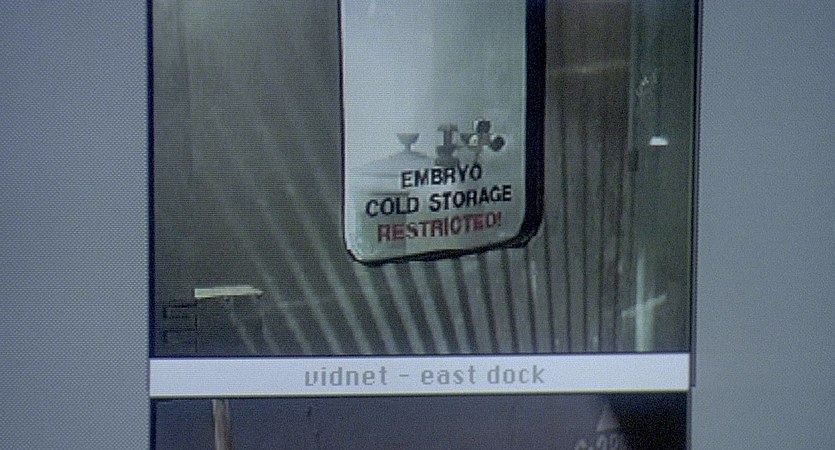 EMBRYO
COLD STORAGE
RESTRICTED!
vidnet - east dock